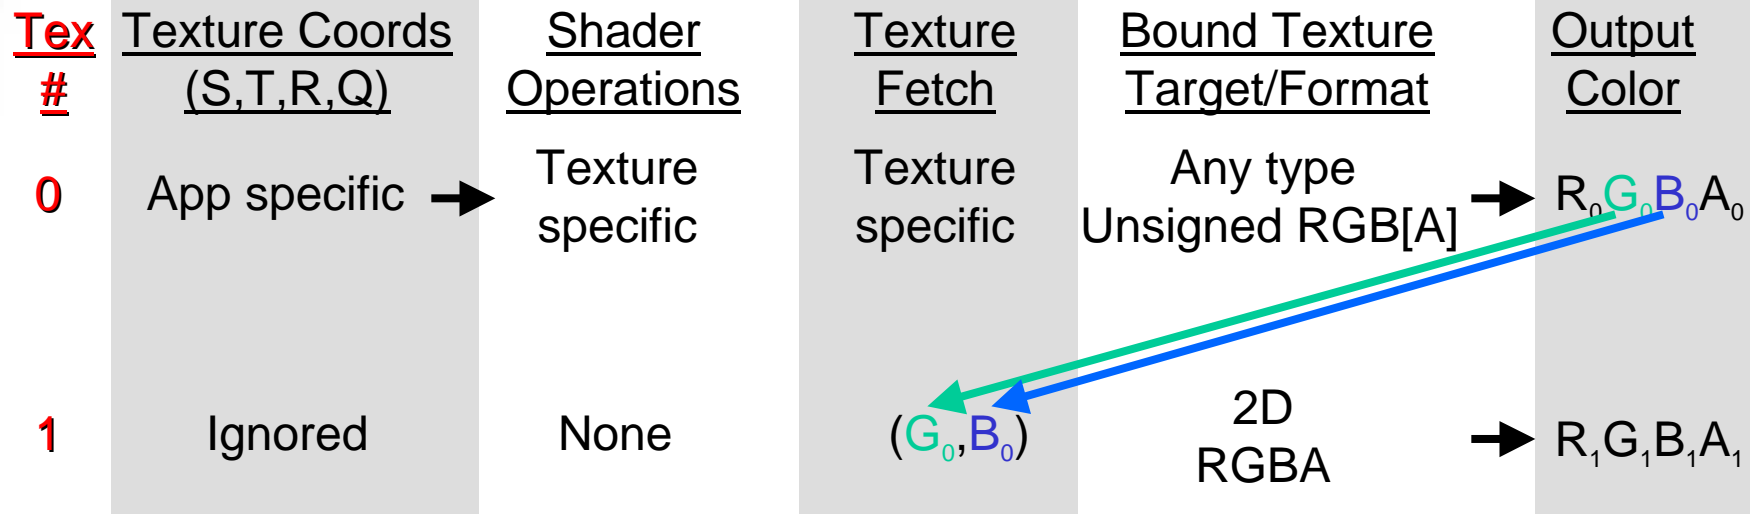 Tex Texture Coords Shader Texture Bound Texture Output
# (S,T,R,Q) Operations Fetch Target/Format Color
0 App specific Texture specific Texture specific Any type Unsigned RGB[A] R₀G₀B₀A₀
1 Ignored None (G₀,B₀) 2D RGBA R₁G₁B₁A₁